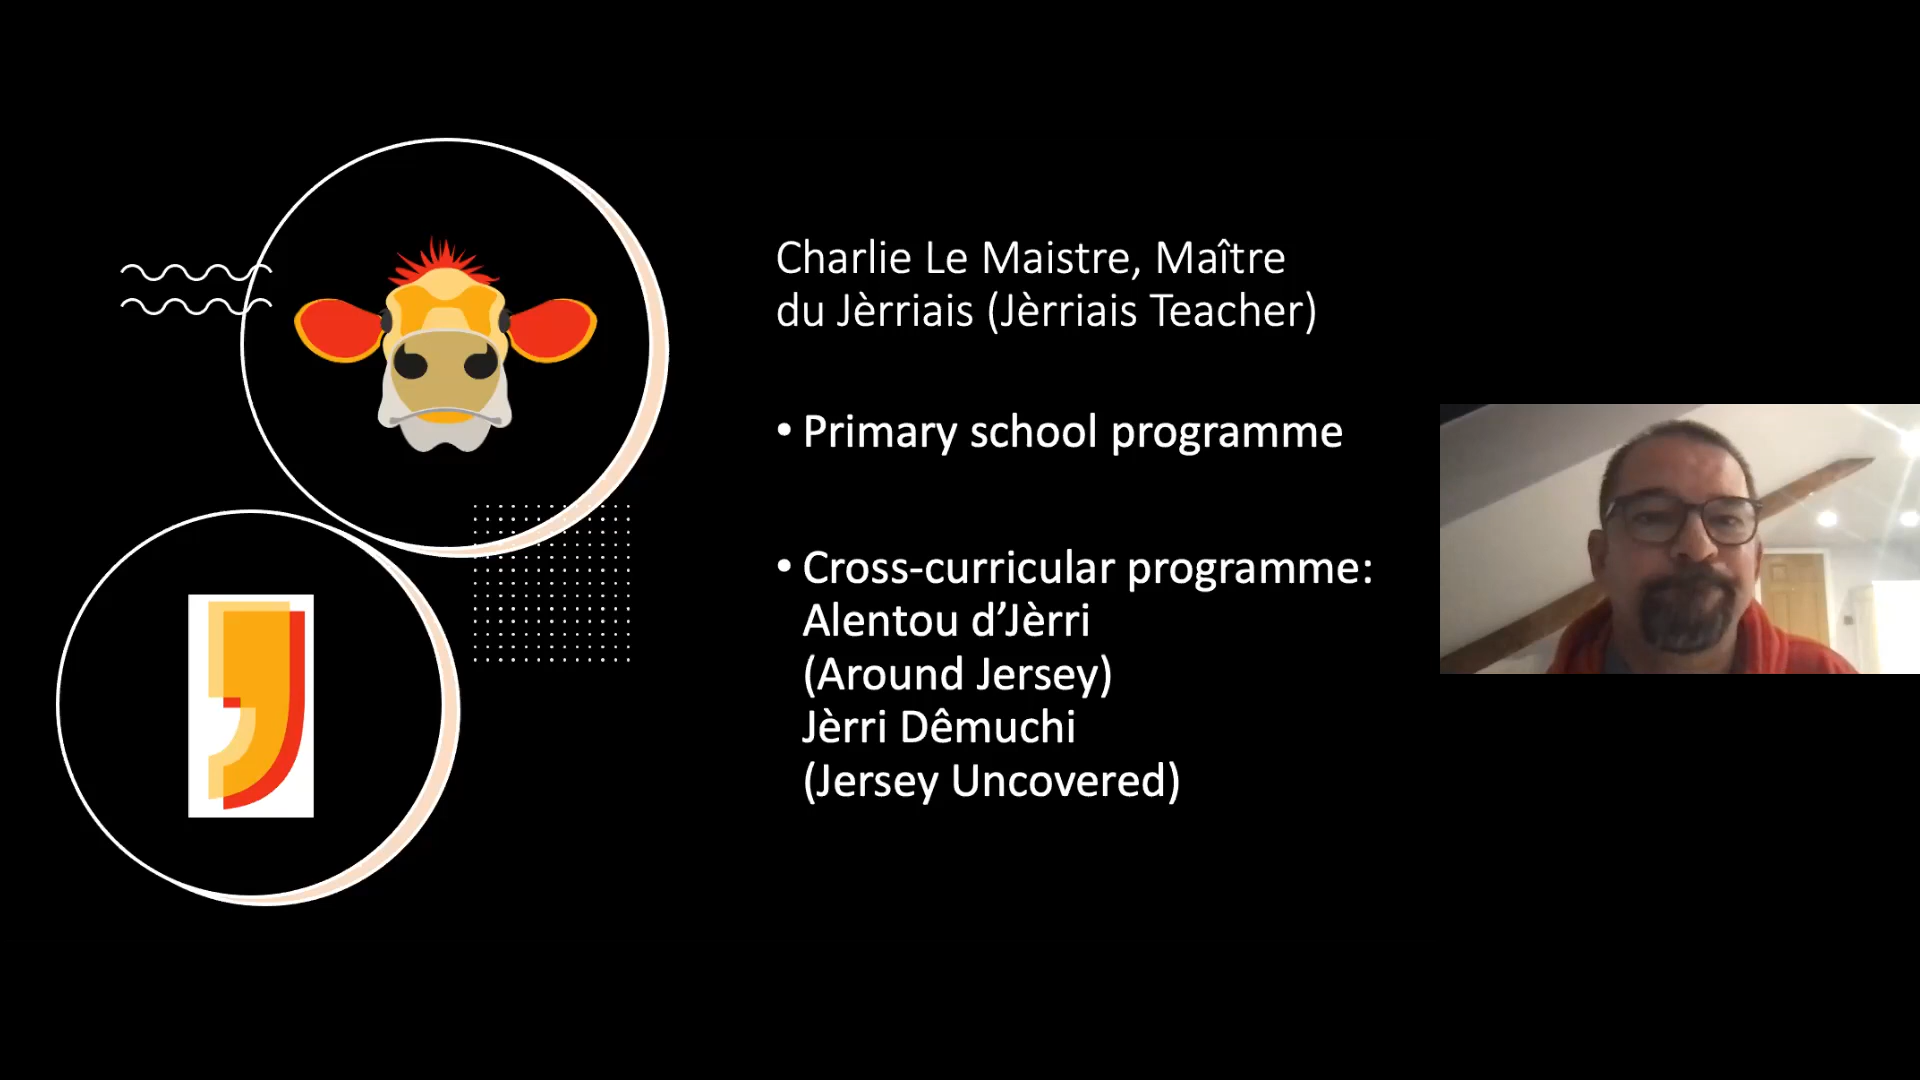 Charlie Le Maistre, Maître
du Jèrriais (Jèrriais Teacher)
• Primary school programme
• Cross-curricular programme:
Alentou d’Jèrri
(Around Jersey)
Jèrri Dêmuchi
(Jersey Uncovered)